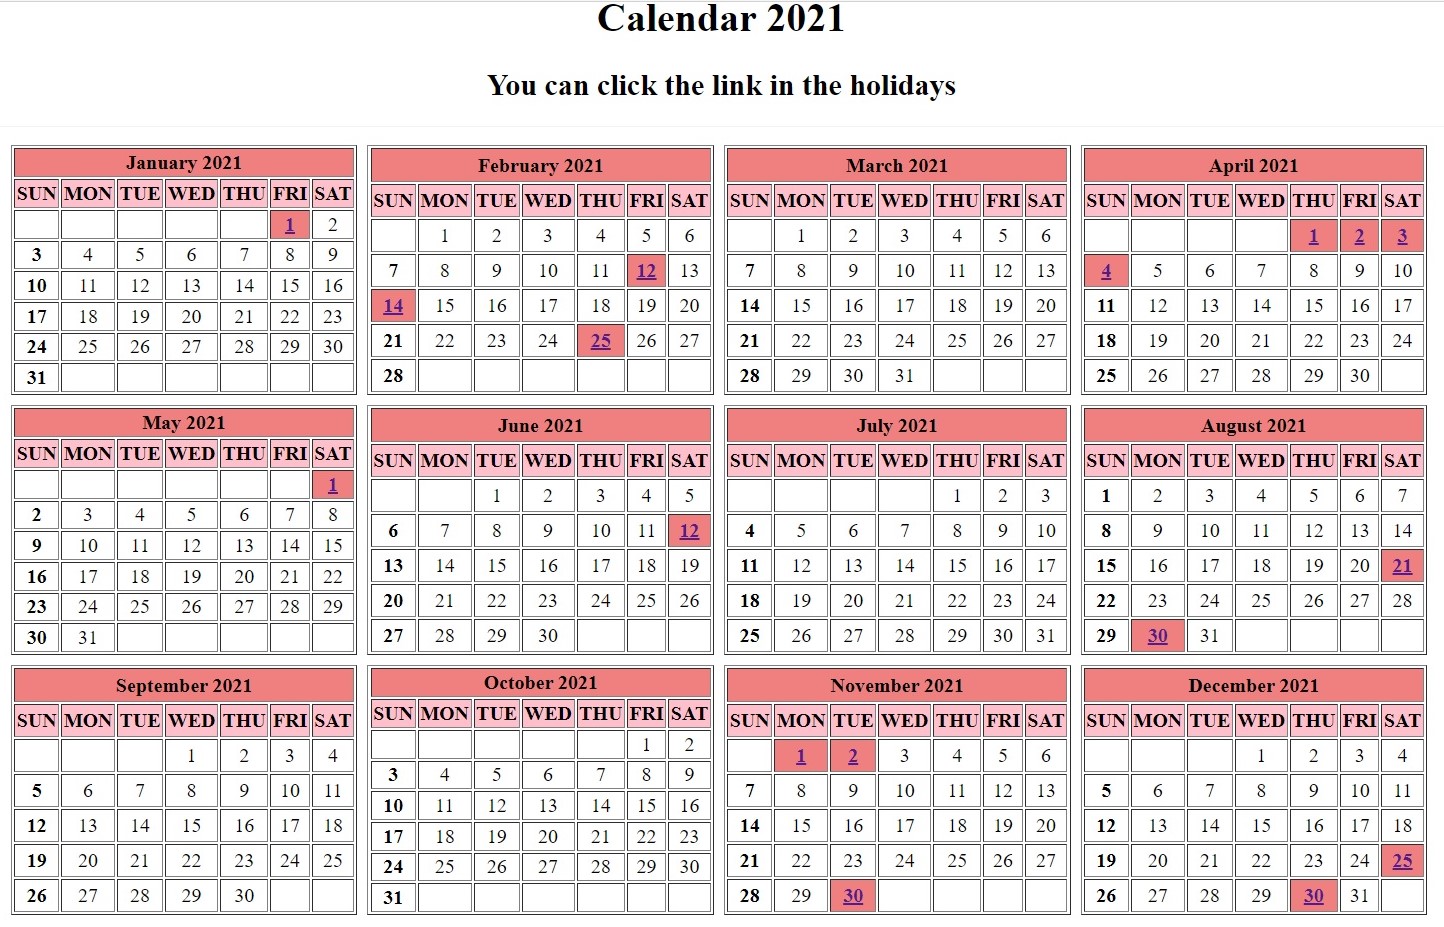 Calendar 2021
You can click the link in the holidays
January 2021
SUN MON TUE WED THU FRI SAT
1 2
3 4 5 6 7 8 9
10 11 12 13 14 15 16
17 18 19 20 21 22 23
24 25 26 27 28 29 30
31
February 2021
SUN MON TUE WED THU FRI SAT
1 2 3 4 5 6
7 8 9 10 11 12 13
14 15 16 17 18 19 20
21 22 23 24 25 26 27
28
March 2021
SUN MON TUE WED THU FRI SAT
1 2 3 4 5 6
7 8 9 10 11 12 13
14 15 16 17 18 19 20
21 22 23 24 25 26 27
28 29 30 31
April 2021
SUN MON TUE WED THU FRI SAT
1 2 3
4 5 6 7 8 9 10
11 12 13 14 15 16 17
18 19 20 21 22 23 24
25 26 27 28 29 30
May 2021
SUN MON TUE WED THU FRI SAT
1
2 3 4 5 6 7 8
9 10 11 12 13 14 15
16 17 18 19 20 21 22
23 24 25 26 27 28 29
30 31
June 2021
SUN MON TUE WED THU FRI SAT
1 2 3 4 5
6 7 8 9 10 11 12
13 14 15 16 17 18 19
20 21 22 23 24 25 26
27 28 29 30
July 2021
SUN MON TUE WED THU FRI SAT
1 2 3
4 5 6 7 8 9 10
11 12 13 14 15 16 17
18 19 20 21 22 23 24
25 26 27 28 29 30 31
August 2021
SUN MON TUE WED THU FRI SAT
1 2 3 4 5 6 7
8 9 10 11 12 13 14
15 16 17 18 19 20 21
22 23 24 25 26 27 28
29 30 31
September 2021
SUN MON TUE WED THU FRI SAT
1 2 3 4
5 6 7 8 9 10 11
12 13 14 15 16 17 18
19 20 21 22 23 24 25
26 27 28 29 30
October 2021
SUN MON TUE WED THU FRI SAT
1 2
3 4 5 6 7 8 9
10 11 12 13 14 15 16
17 18 19 20 21 22 23
24 25 26 27 28 29 30
31
November 2021
SUN MON TUE WED THU FRI SAT
1 2 3 4 5 6
7 8 9 10 11 12 13
14 15 16 17 18 19 20
21 22 23 24 25 26 27
28 29 30
December 2021
SUN MON TUE WED THU FRI SAT
1 2 3 4
5 6 7 8 9 10 11
12 13 14 15 16 17 18
19 20 21 22 23 24 25
26 27 28 29 30 31